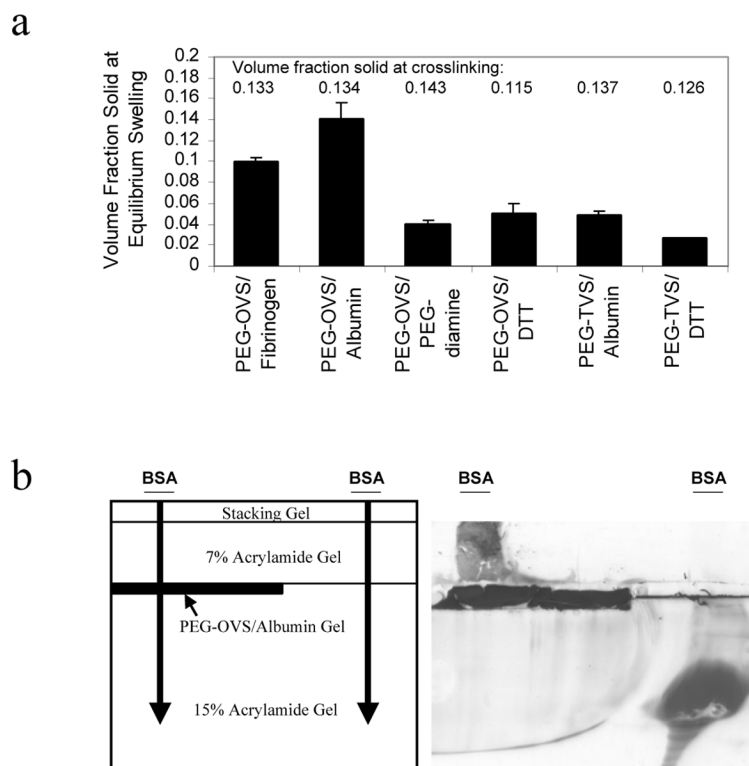 a
Volume Fraction Solid at
Equilibrium Swelling
0.2
0.18
0.16
0.14
0.12
0.1
0.08
0.06
0.04
0.02
0
Volume fraction solid at crosslinking:
0.133 0.134 0.143 0.115 0.137 0.126
PEG-OVS/
Fibrinogen
PEG-OVS/
Albumin
PEG-OVS/
PEG-
diamine
PEG-OVS/
DTT
PEG-TVS/
Albumin
PEG-TVS/
DTT
b
BSA BSA BSA BSA
Stacking Gel
7% Acrylamide Gel
PEG-OVS/Albumin Gel
15% Acrylamide Gel